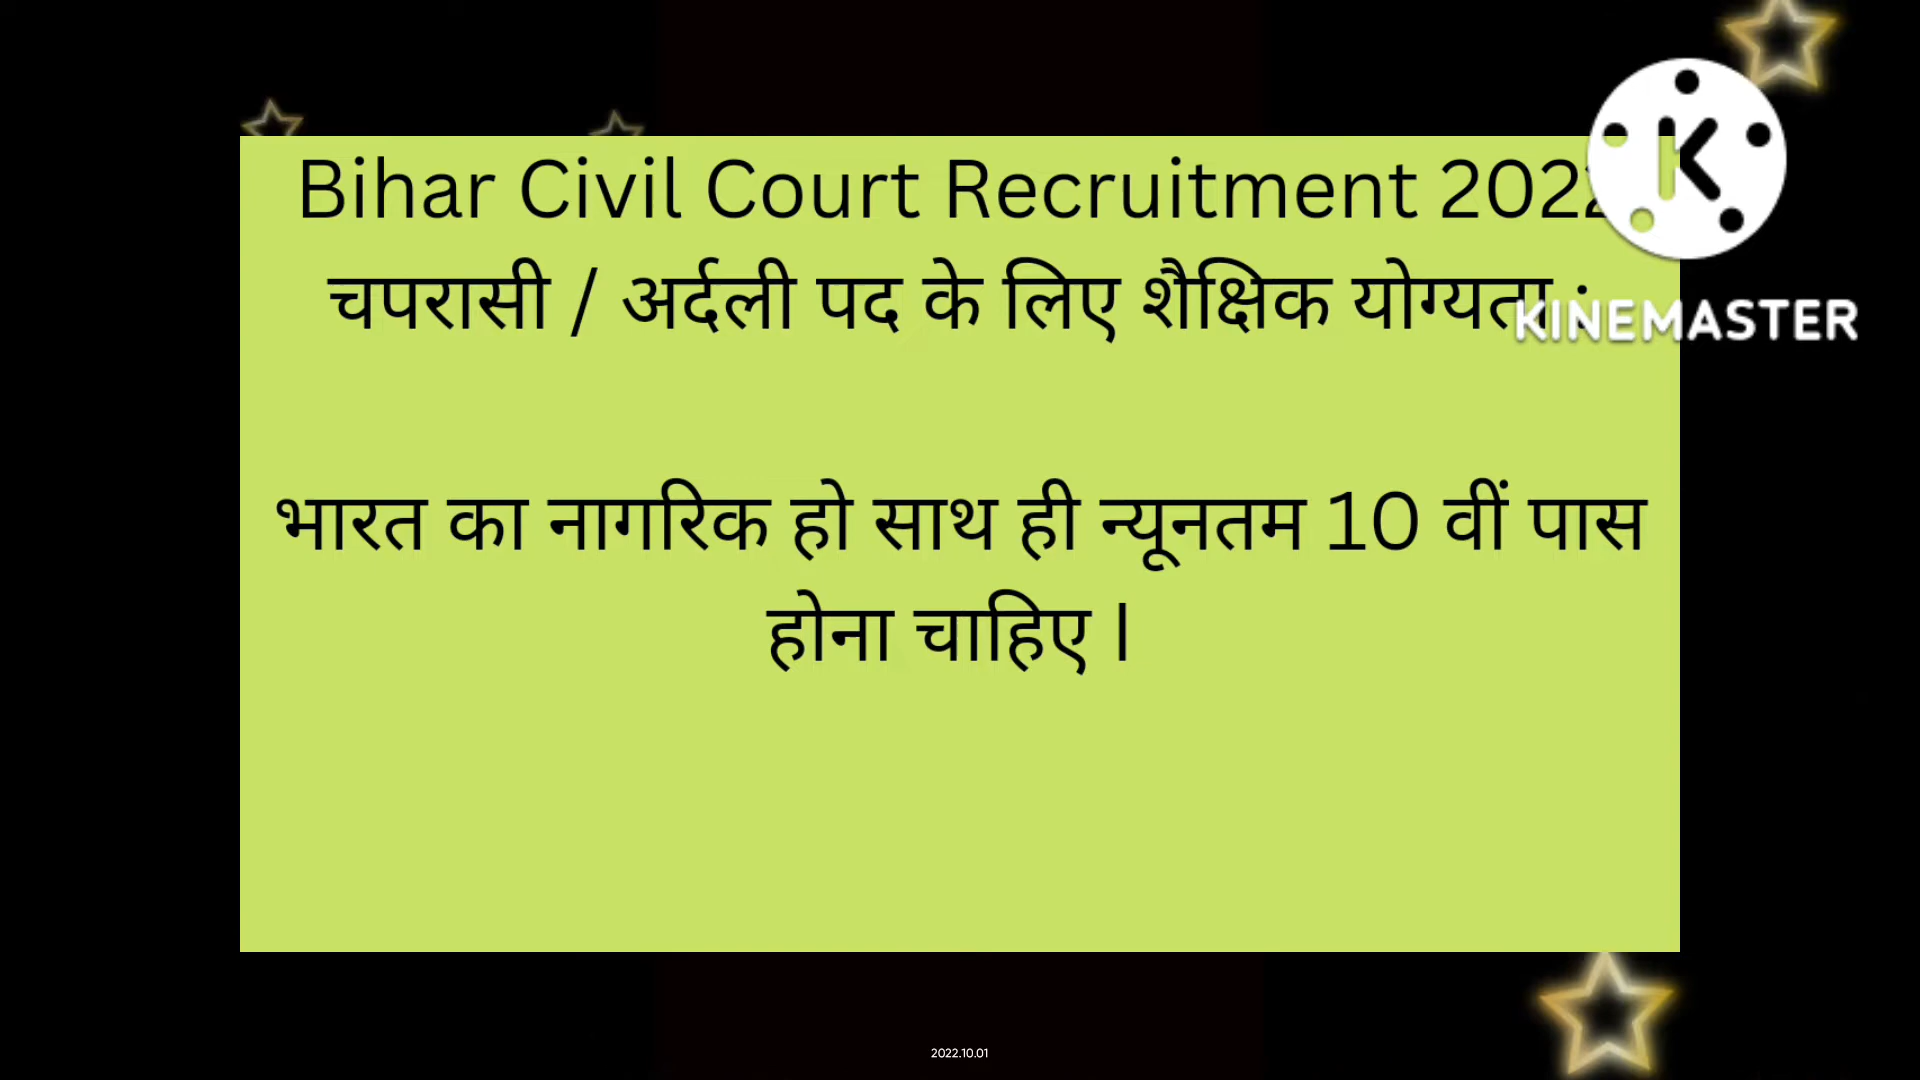 Bihar Civil Court Recruitment 2022
चपरासी / अर्दली पद के लिए शैक्षिक योग्यता :
KINEMASTER
भारत का नागरिक हो साथ ही न्यूनतम 10 वीं पास
होना चाहिए |
2022.10.01